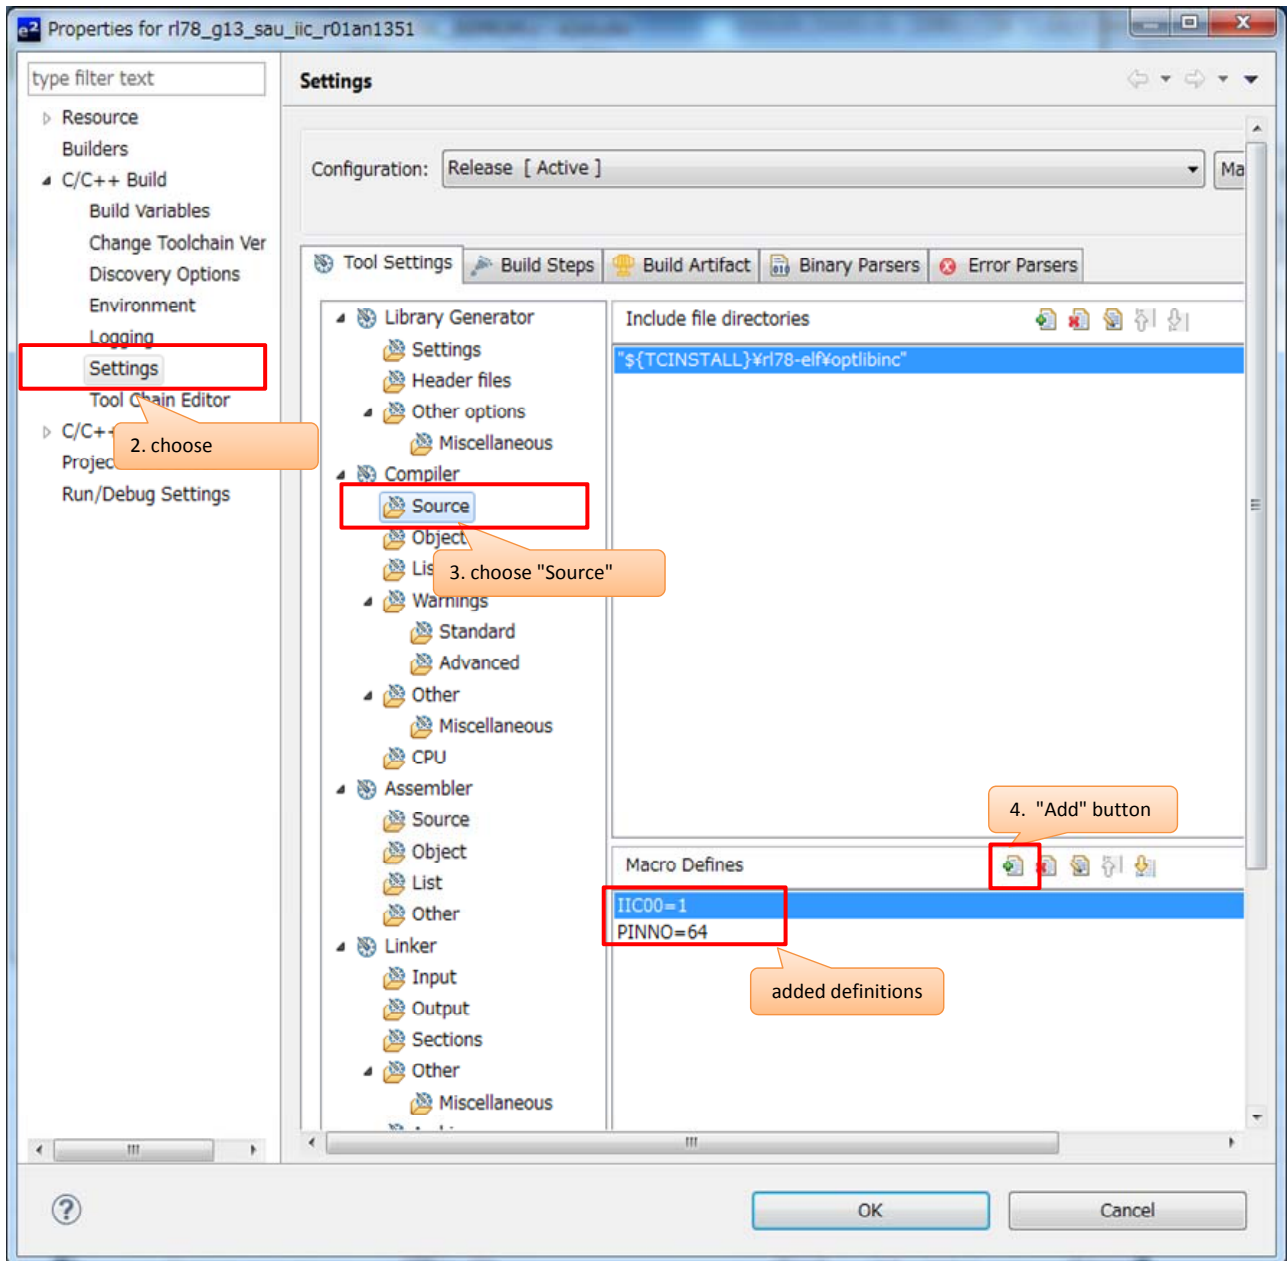 e² Properties for rl78_g13_sau_iic_r01an1351
type filter text
Resource
Builders
C/C++ Build
Build Variables
Change Toolchain Ver
Discovery Options
Environment
Logging
Settings
Tool Chain Editor
C/C+
Projec
Run/Debug Settings
2. choose
Settings
Configuration: Release [ Active ]
Ma
Tool Settings Build Steps Build Artifact Binary Parsers Error Parsers
Library Generator
Settings
Header files
Other options
Miscellaneous
Compiler
Source
Object
Lis
Warnings
Standard
Advanced
Other
Miscellaneous
CPU
Assembler
Source
Object
List
Other
Linker
Input
Output
Sections
Other
Miscellaneous
3. choose "Source"
Include file directories
"${TCINSTALL}¥rl78-elf¥optlibinc"
4. "Add" button
Macro Defines
IIC00=1
PINNO=64
added definitions
OK Cancel